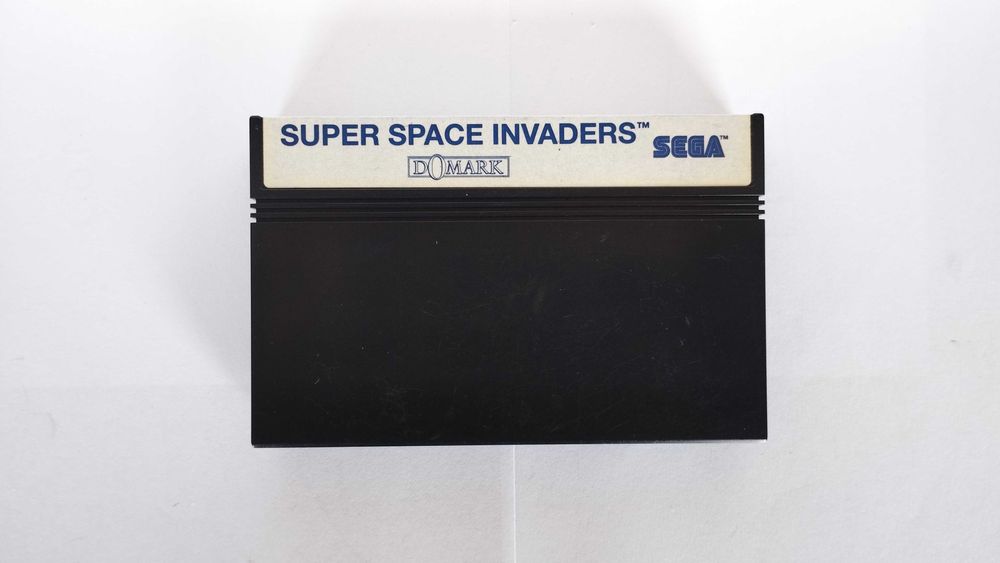 SUPER SPACE INVADERS™
SEGA™
DOMARK